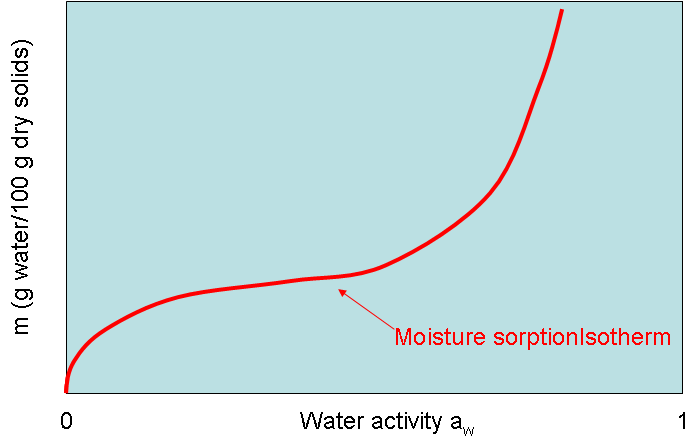 m (g water/100 g dry solids)
Moisture sorptionIsotherm
0
Water activity aw
1